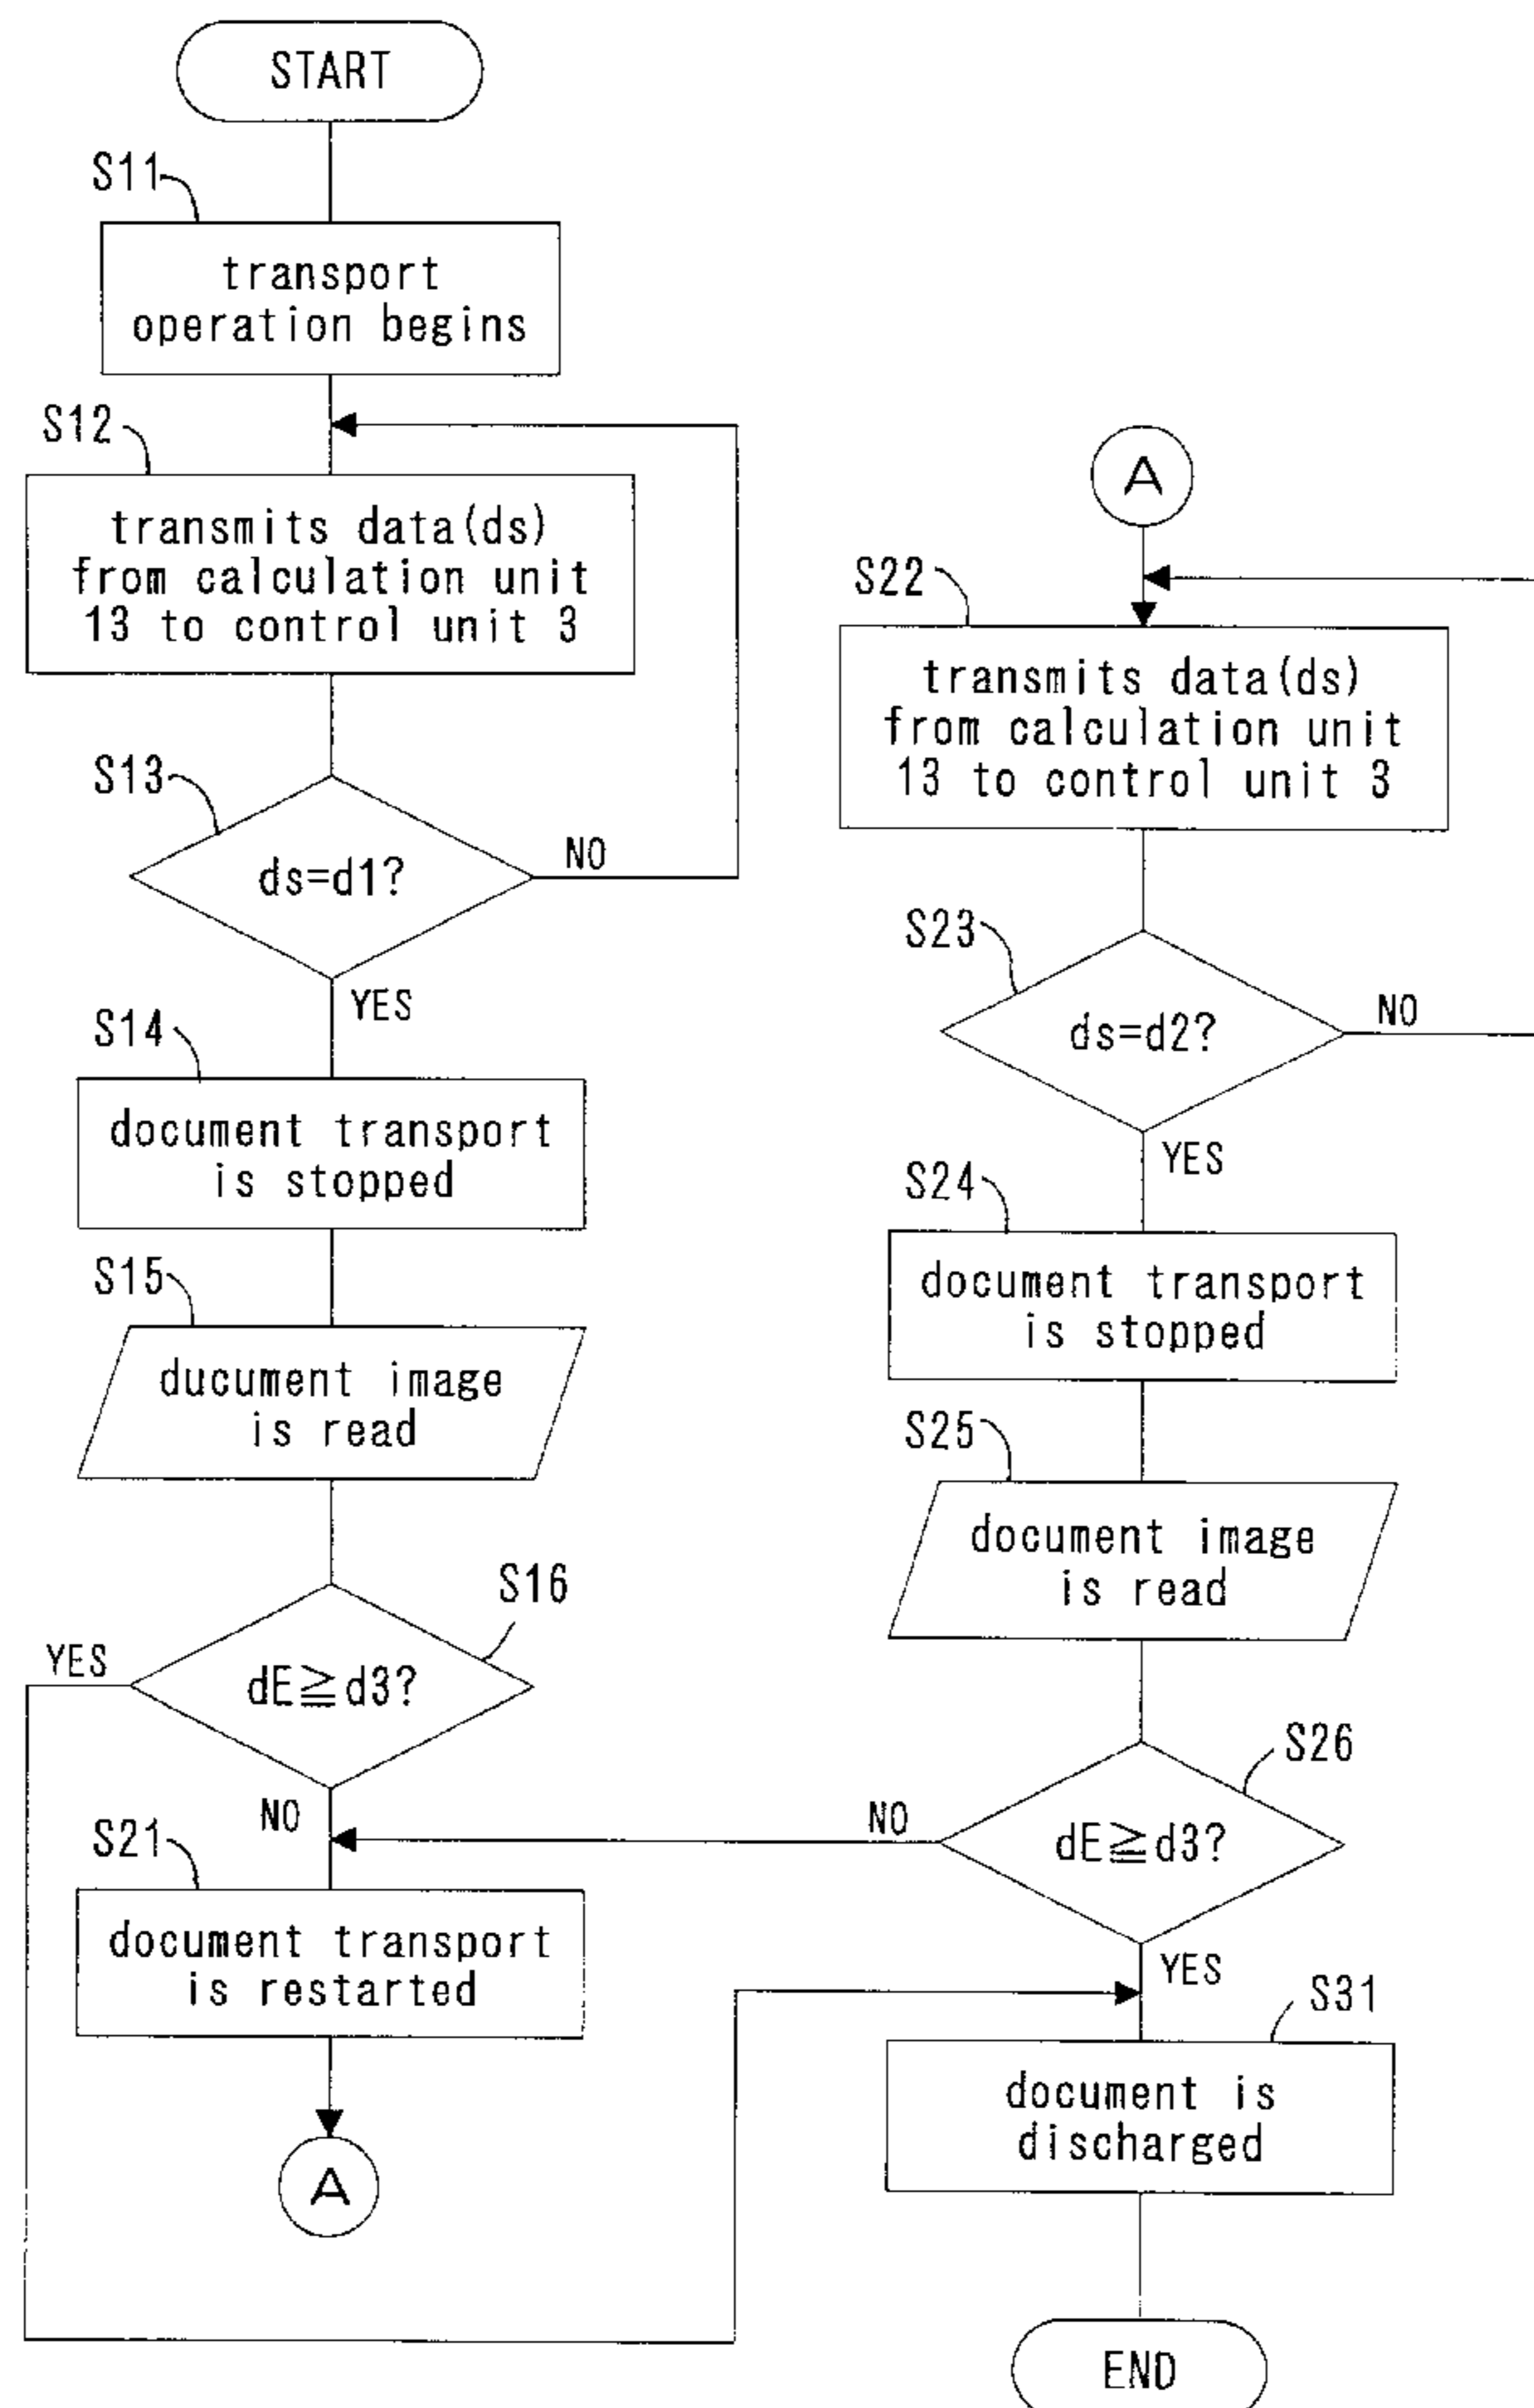 START
S11
transport
operation begins
S12
transmits data(ds)
from calculation unit
13 to control unit 3
S13
ds=d1?
NO
YES
S14
document transport
is stopped
S15
ducument image
is read
S16
dE≧d3?
YES
NO
S21
document transport
is restarted
A
A
S22
transmits data(ds)
from calculation unit
13 to control unit 3
S23
ds=d2?
NO
YES
S24
document transport
is stopped
S25
document image
is read
S26
dE≧d3?
NO
YES
S31
document is
discharged
END